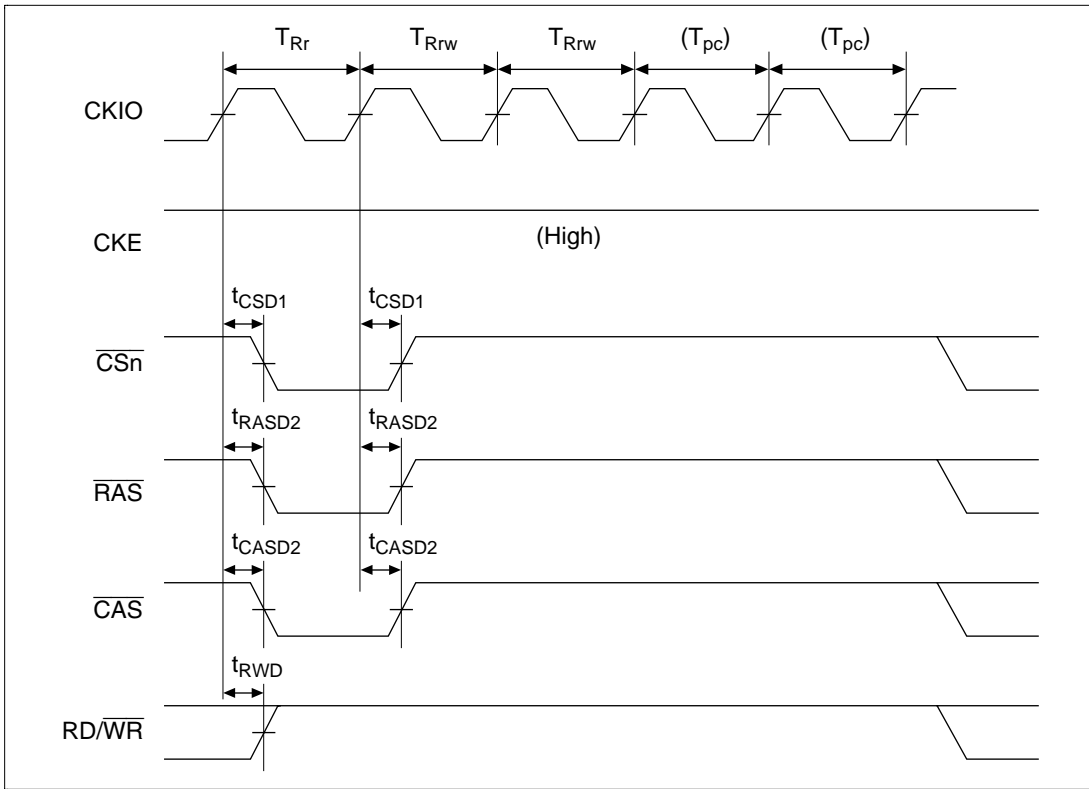 T_Rr T_Rrw T_Rrw (T_pc) (T_pc)
CKIO
CKE
(High)
t_CSD1 t_CSD1
CSn
t_RASD2 t_RASD2
RAS
t_CASD2 t_CASD2
CAS
t_RWD
RD/WR